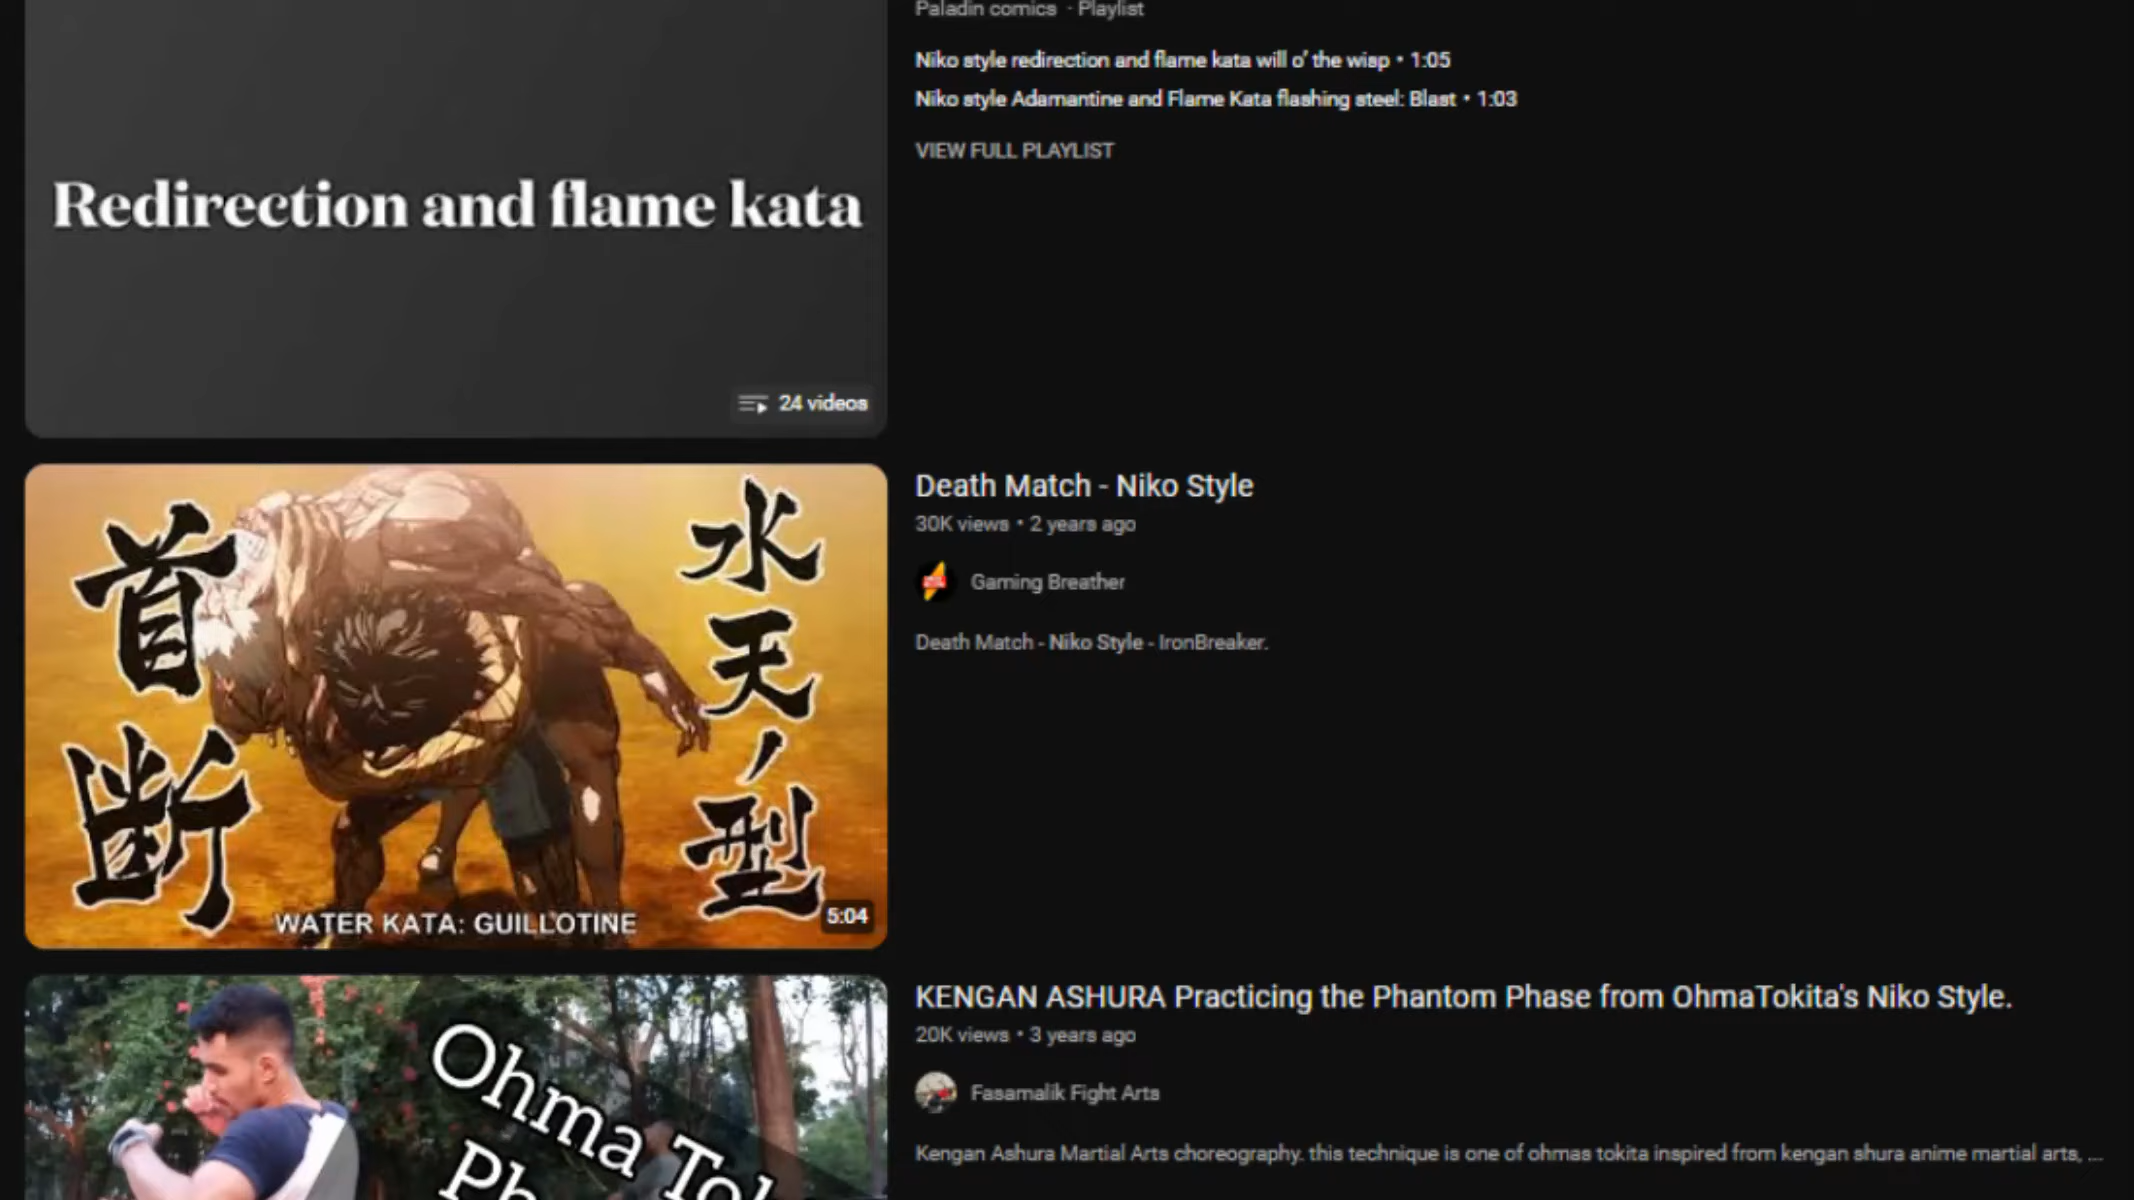 Paladin comics · Playlist
Niko style redirection and flame kata will o' the wisp • 1:05
Niko style Adamantine and Flame Kata flashing steel: Blast • 1:03
VIEW FULL PLAYLIST
Redirection and flame kata
24 videos
水天ノ型
首斷
WATER KATA: GUILLOTINE
5:04
Death Match - Niko Style
30K views • 2 years ago
Gaming Breather
Death Match - Niko Style - IronBreaker.
Ohma Tok
Ph
KENGAN ASHURA Practicing the Phantom Phase from OhmaTokita's Niko Style.
20K views • 3 years ago
Fasamalik Fight Arts
Kengan Ashura Martial Arts choreography. this technique is one of ohmas tokita inspired from kengan shura anime martial arts, ...